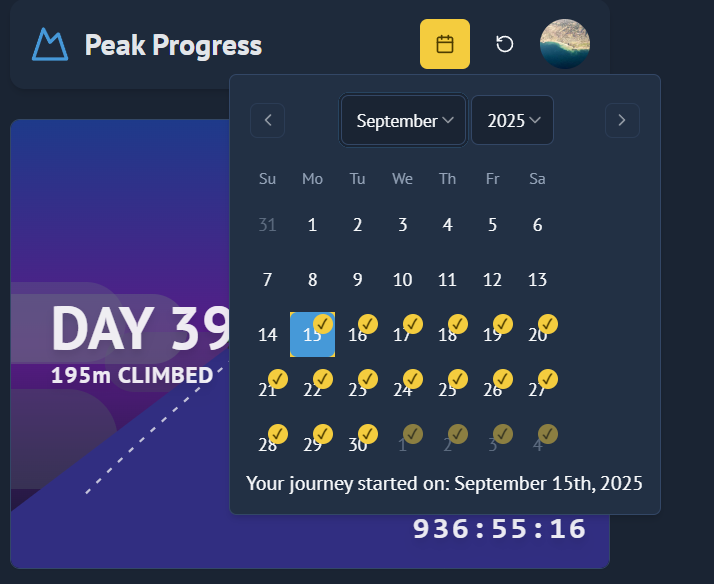 Peak Progress
September 2025
Su Mo Tu We Th Fr Sa
31 1 2 3 4 5 6
7 8 9 10 11 12 13
14 15 16 17 18 19 20
21 22 23 24 25 26 27
28 29 30 1 2 3 4
Your journey started on: September 15th, 2025
DAY 39
195m CLIMBED
936:55:16